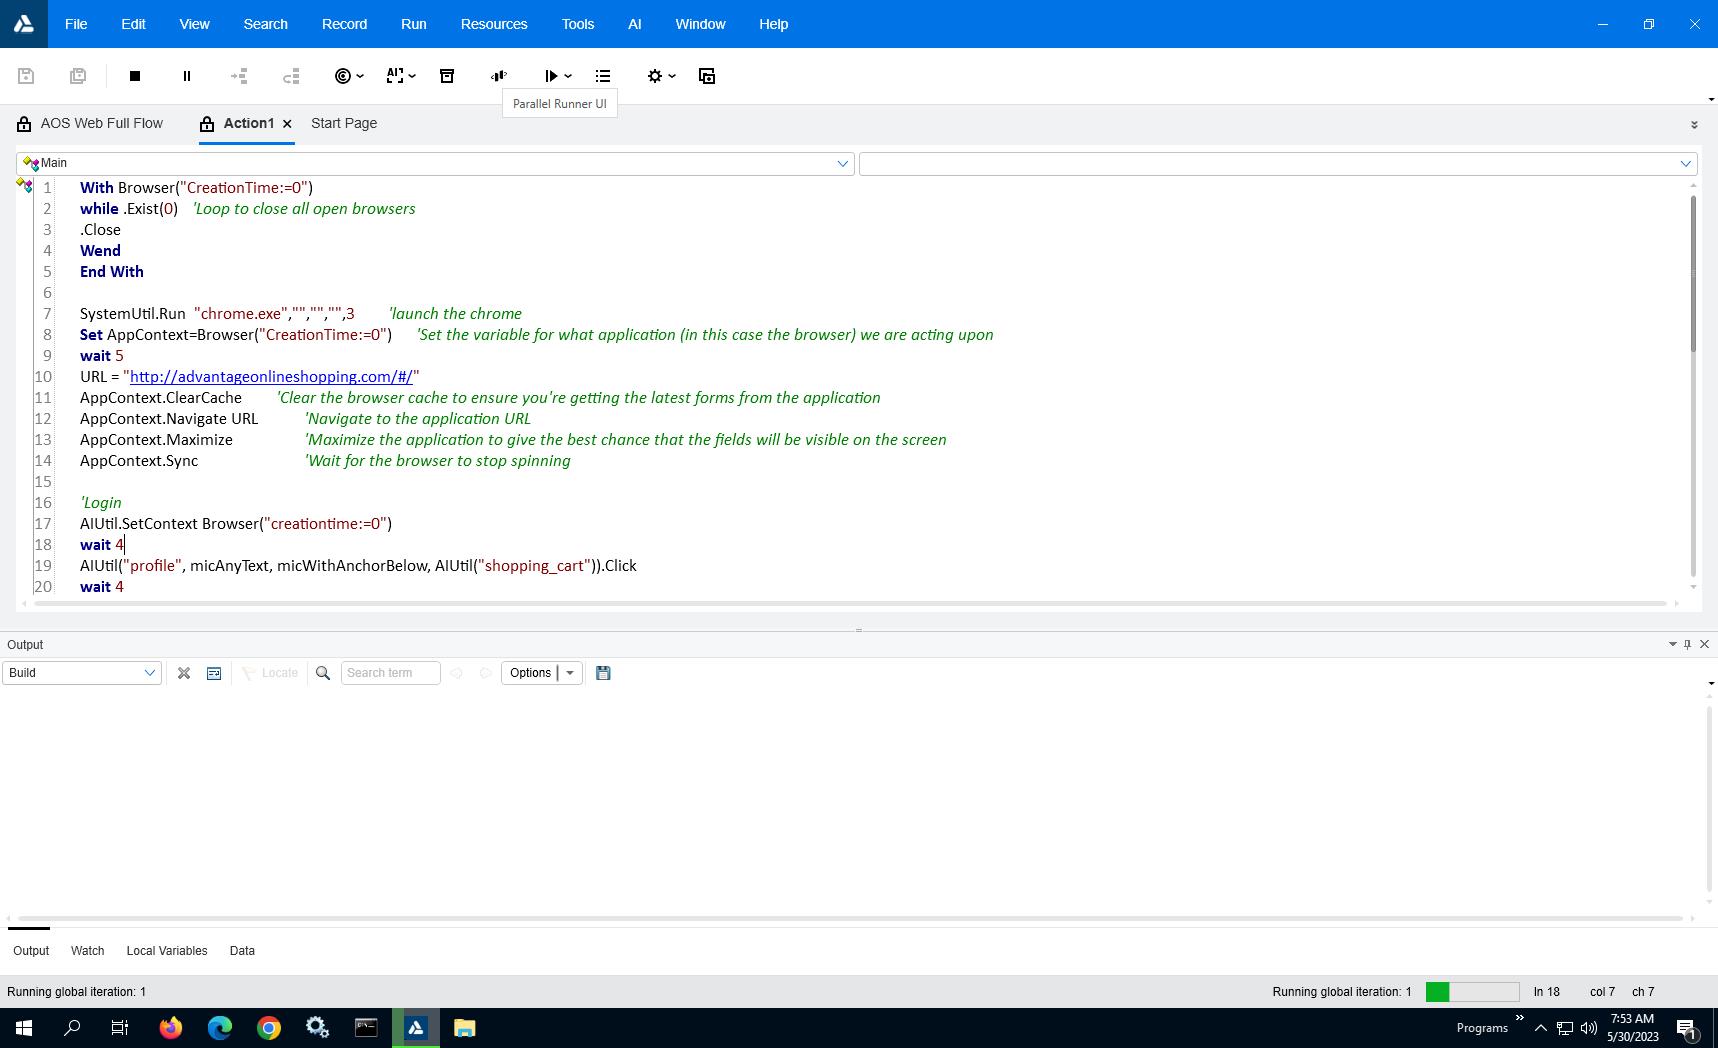 File Edit View Search Record Run Resources Tools AI Window Help
AI
Parallel Runner UI
AOS Web Full Flow Action1 Start Page
Main
1 With Browser("CreationTime:=0")
2 while .Exist(0) 'Loop to close all open browsers
3 .Close
4 Wend
5 End With
6
7 SystemUtil.Run "chrome.exe","","","",3 'launch the chrome
8 Set AppContext=Browser("CreationTime:=0") 'Set the variable for what application (in this case the browser) we are acting upon
9 wait 5
10 URL = "http://advantageonlineshopping.com/#/"
11 AppContext.ClearCache 'Clear the browser cache to ensure you're getting the latest forms from the application
12 AppContext.Navigate URL 'Navigate to the application URL
13 AppContext.Maximize 'Maximize the application to give the best chance that the fields will be visible on the screen
14 AppContext.Sync 'Wait for the browser to stop spinning
15
16 'Login
17 AIUtil.SetContext Browser("creationtime:=0")
18 wait 4
19 AIUtil("profile", micAnyText, micWithAnchorBelow, AIUtil("shopping_cart")).Click
20 wait 4
Output
Build Locate Search term Options
Output Watch Local Variables Data
Running global iteration: 1 Running global iteration: 1 ln 18 col 7 ch 7
Programs 7:53 AM
5/30/2023 1